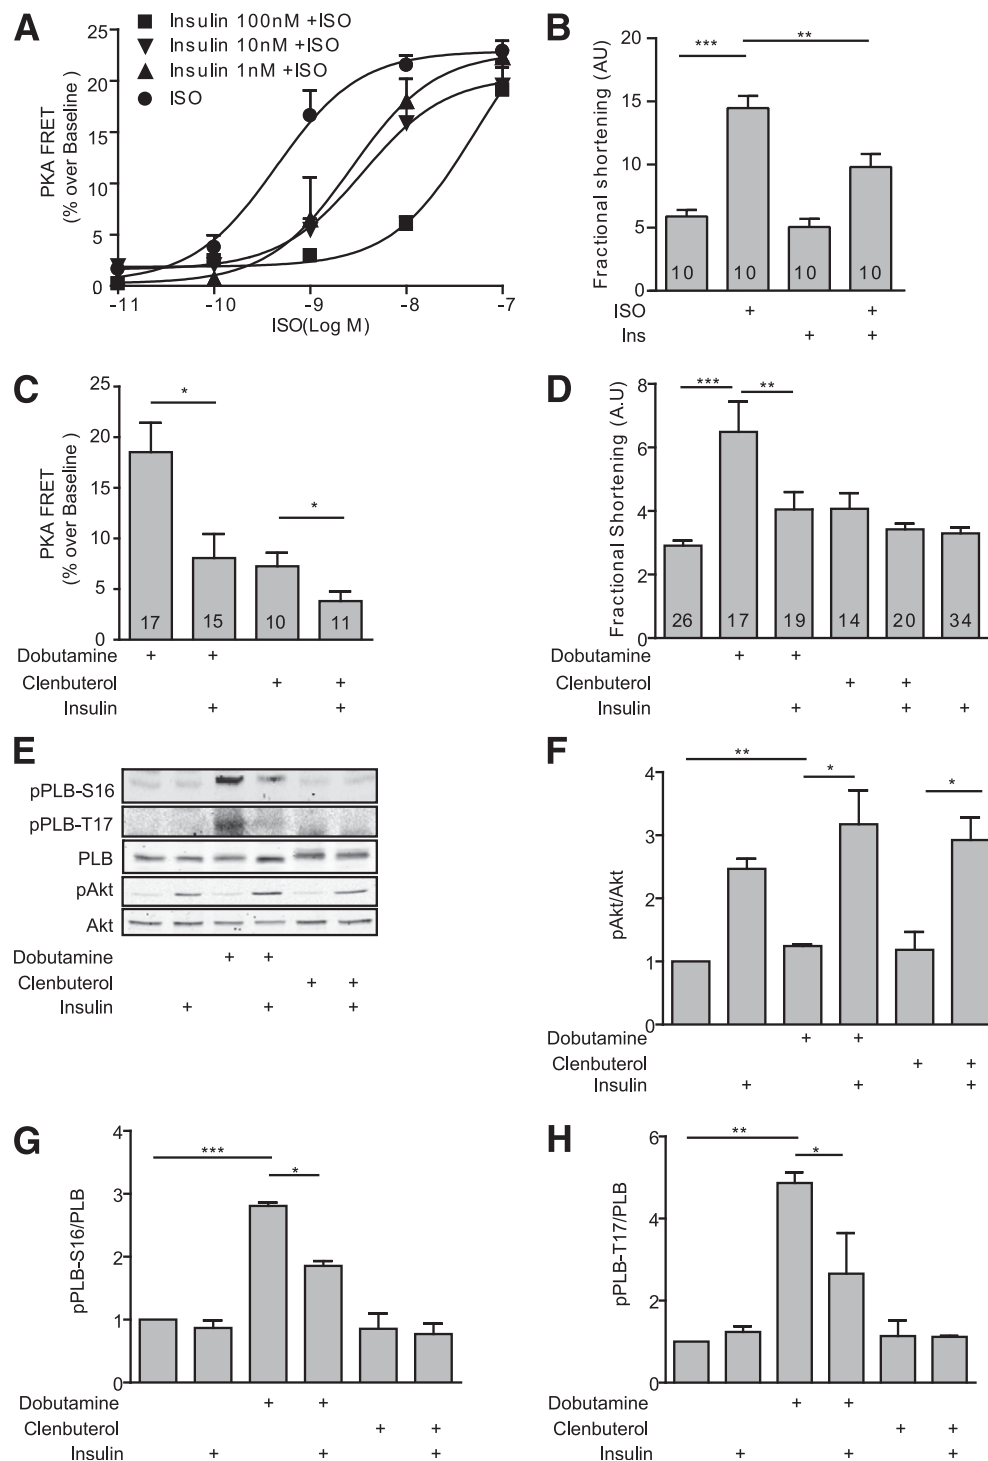 A
Insulin 100nM +ISO
Insulin 10nM +ISO
Insulin 1nM +ISO
ISO
PKA FRET
(% over Baseline )
25
20
15
10
5
0
-11 -10 -9 -8 -7
ISO(Log M)
B
Fractional shortening (AU)
20
15
10
5
0
*** **
10 10 10 10
ISO + +
Ins + +
C
PKA FRET
(% over Baseline )
25
20
15
10
5
0
* *
17 15 10 11
Dobutamine + +
Clenbuterol + +
Insulin + +
D
Fractional Shortening (A.U)
8
6
4
2
0
*** **
26 17 19 14 20 34
Dobutamine + +
Clenbuterol + +
Insulin + + +
E
pPLB-S16
pPLB-T17
PLB
pAkt
Akt
Dobutamine + +
Clenbuterol + +
Insulin + + +
F
pAkt/Akt
4
3
2
1
0
** * *
Dobutamine + +
Clenbuterol + +
Insulin + + +
G
pPLB-S16/PLB
4
3
2
1
0
*** *
Dobutamine + +
Clenbuterol + +
Insulin + + +
H
pPLB-T17/PLB
6
4
2
0
** *
Dobutamine + +
Clenbuterol + +
Insulin + + +